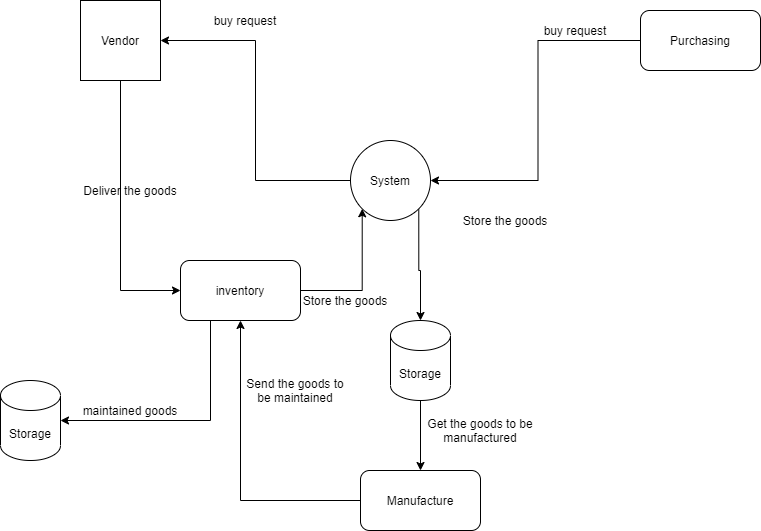 buy request
buy request
Vendor
Purchasing
System
Deliver the goods
Store the goods
inventory
Store the goods
Storage
Send the goods to
be maintained
maintained goods
Storage
Get the goods to be
manufactured
Manufacture